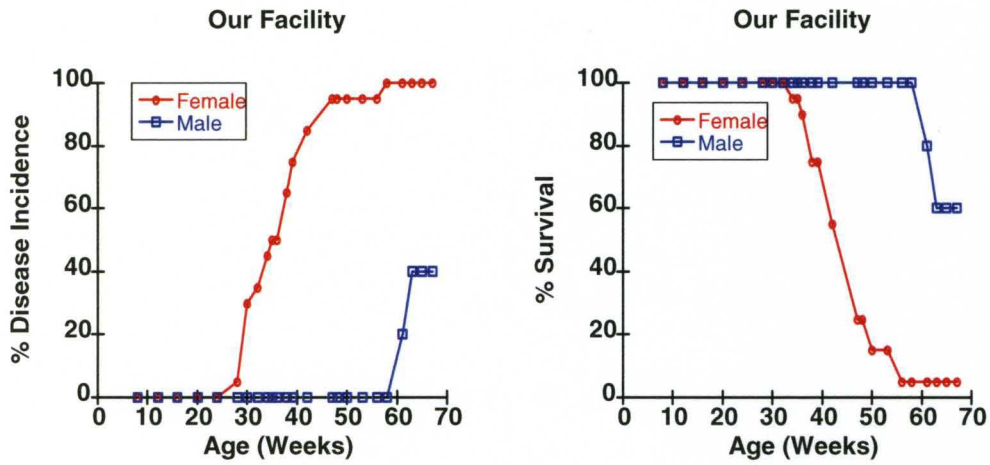 Our Facility
% Disease Incidence
100
80
60
40
20
0
Female
Male
0 10 20 30 40 50 60 70
Age (Weeks)
Our Facility
% Survival
100
80
60
40
20
0
Female
Male
0 10 20 30 40 50 60 70
Age (Weeks)